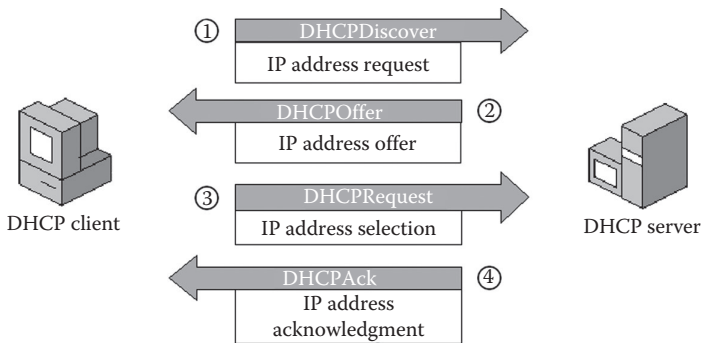 ① DHCPDiscover
IP address request
DHCPOffer ②
IP address offer
③ DHCPRequest
IP address selection
DHCP client
DHCP server
DHCPAck ④
IP address
acknowledgment